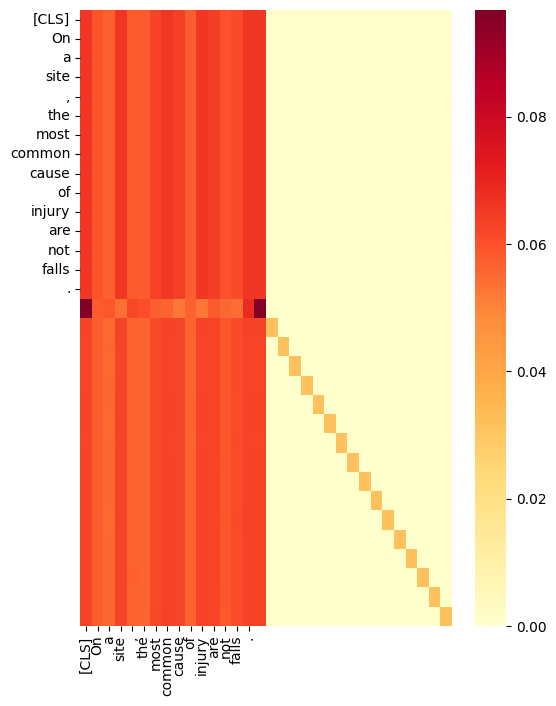 [CLS]
On
a
site
,
the
most
common
cause
of
injury
are
not
falls
.
0.08
0.06
0.04
0.02
0.00
[CLS]
On
a
site
,
the
most
common
cause
of
injury
are
not
falls
.